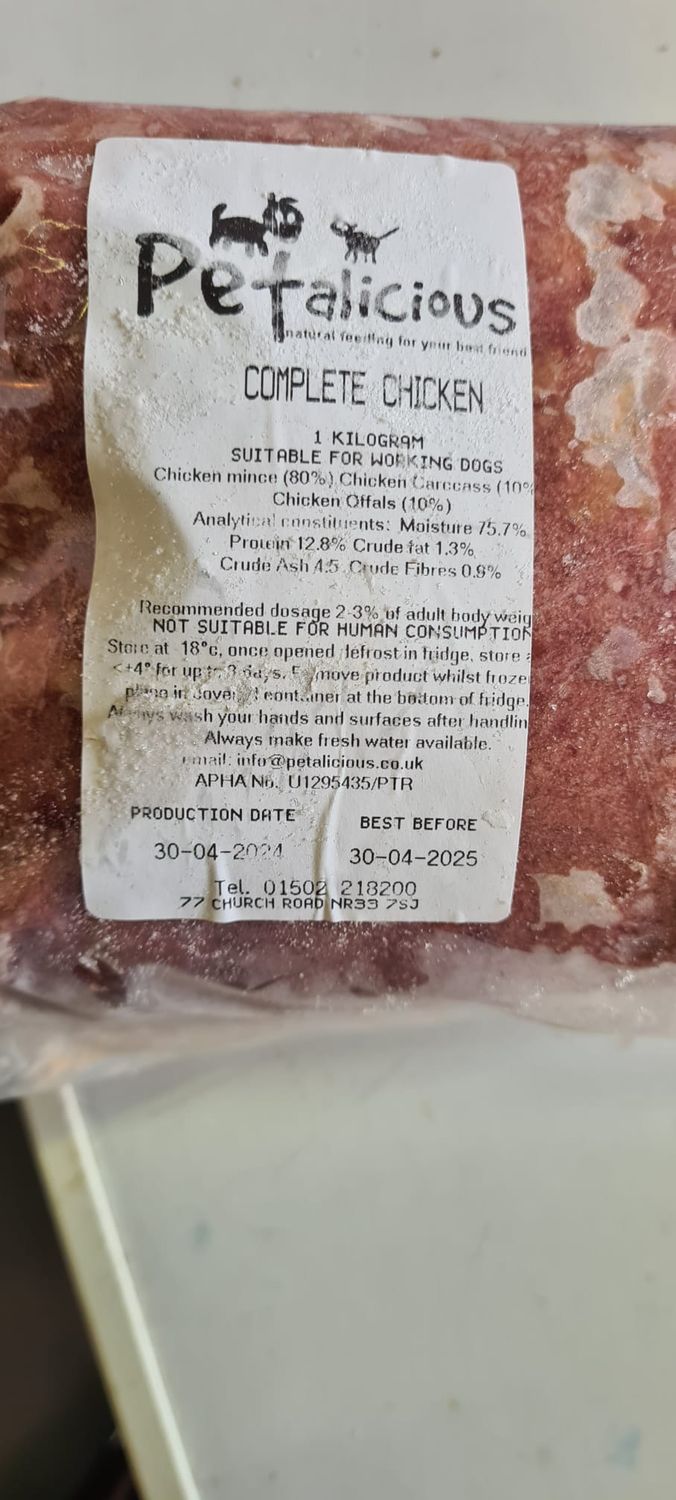 Petalicious
natural feeding for your best friend
COMPLETE CHICKEN
1 KILOGRAM
SUITABLE FOR WORKING DOGS
Chicken mince (80%) Chicken Carccass (10%
Chicken Offals (10%)
Analytical constituents: Moisture 75.7%
Protein 12.8% Crude fat 1.3%
Crude Ash 4.5 Crude Fibres 0.9%
Recommended dosage 2-3% of adult body weig
NOT SUITABLE FOR HUMAN CONSUMPTION
Store at 18°c, once opened defrost in fridge, store
<+4° for up to days. move product whilst froze
in container at the bottom of fridge.
Always wash your hands and surfaces after handlin
Always make fresh water available.
email: info@petalicious.co.uk
APHA No. U1295435/PTR
PRODUCTION DATE BEST BEFORE
30-04-2024 30-04-2025
Tel. 01502 218200
77 CHURCH ROAD NR33 7SJ